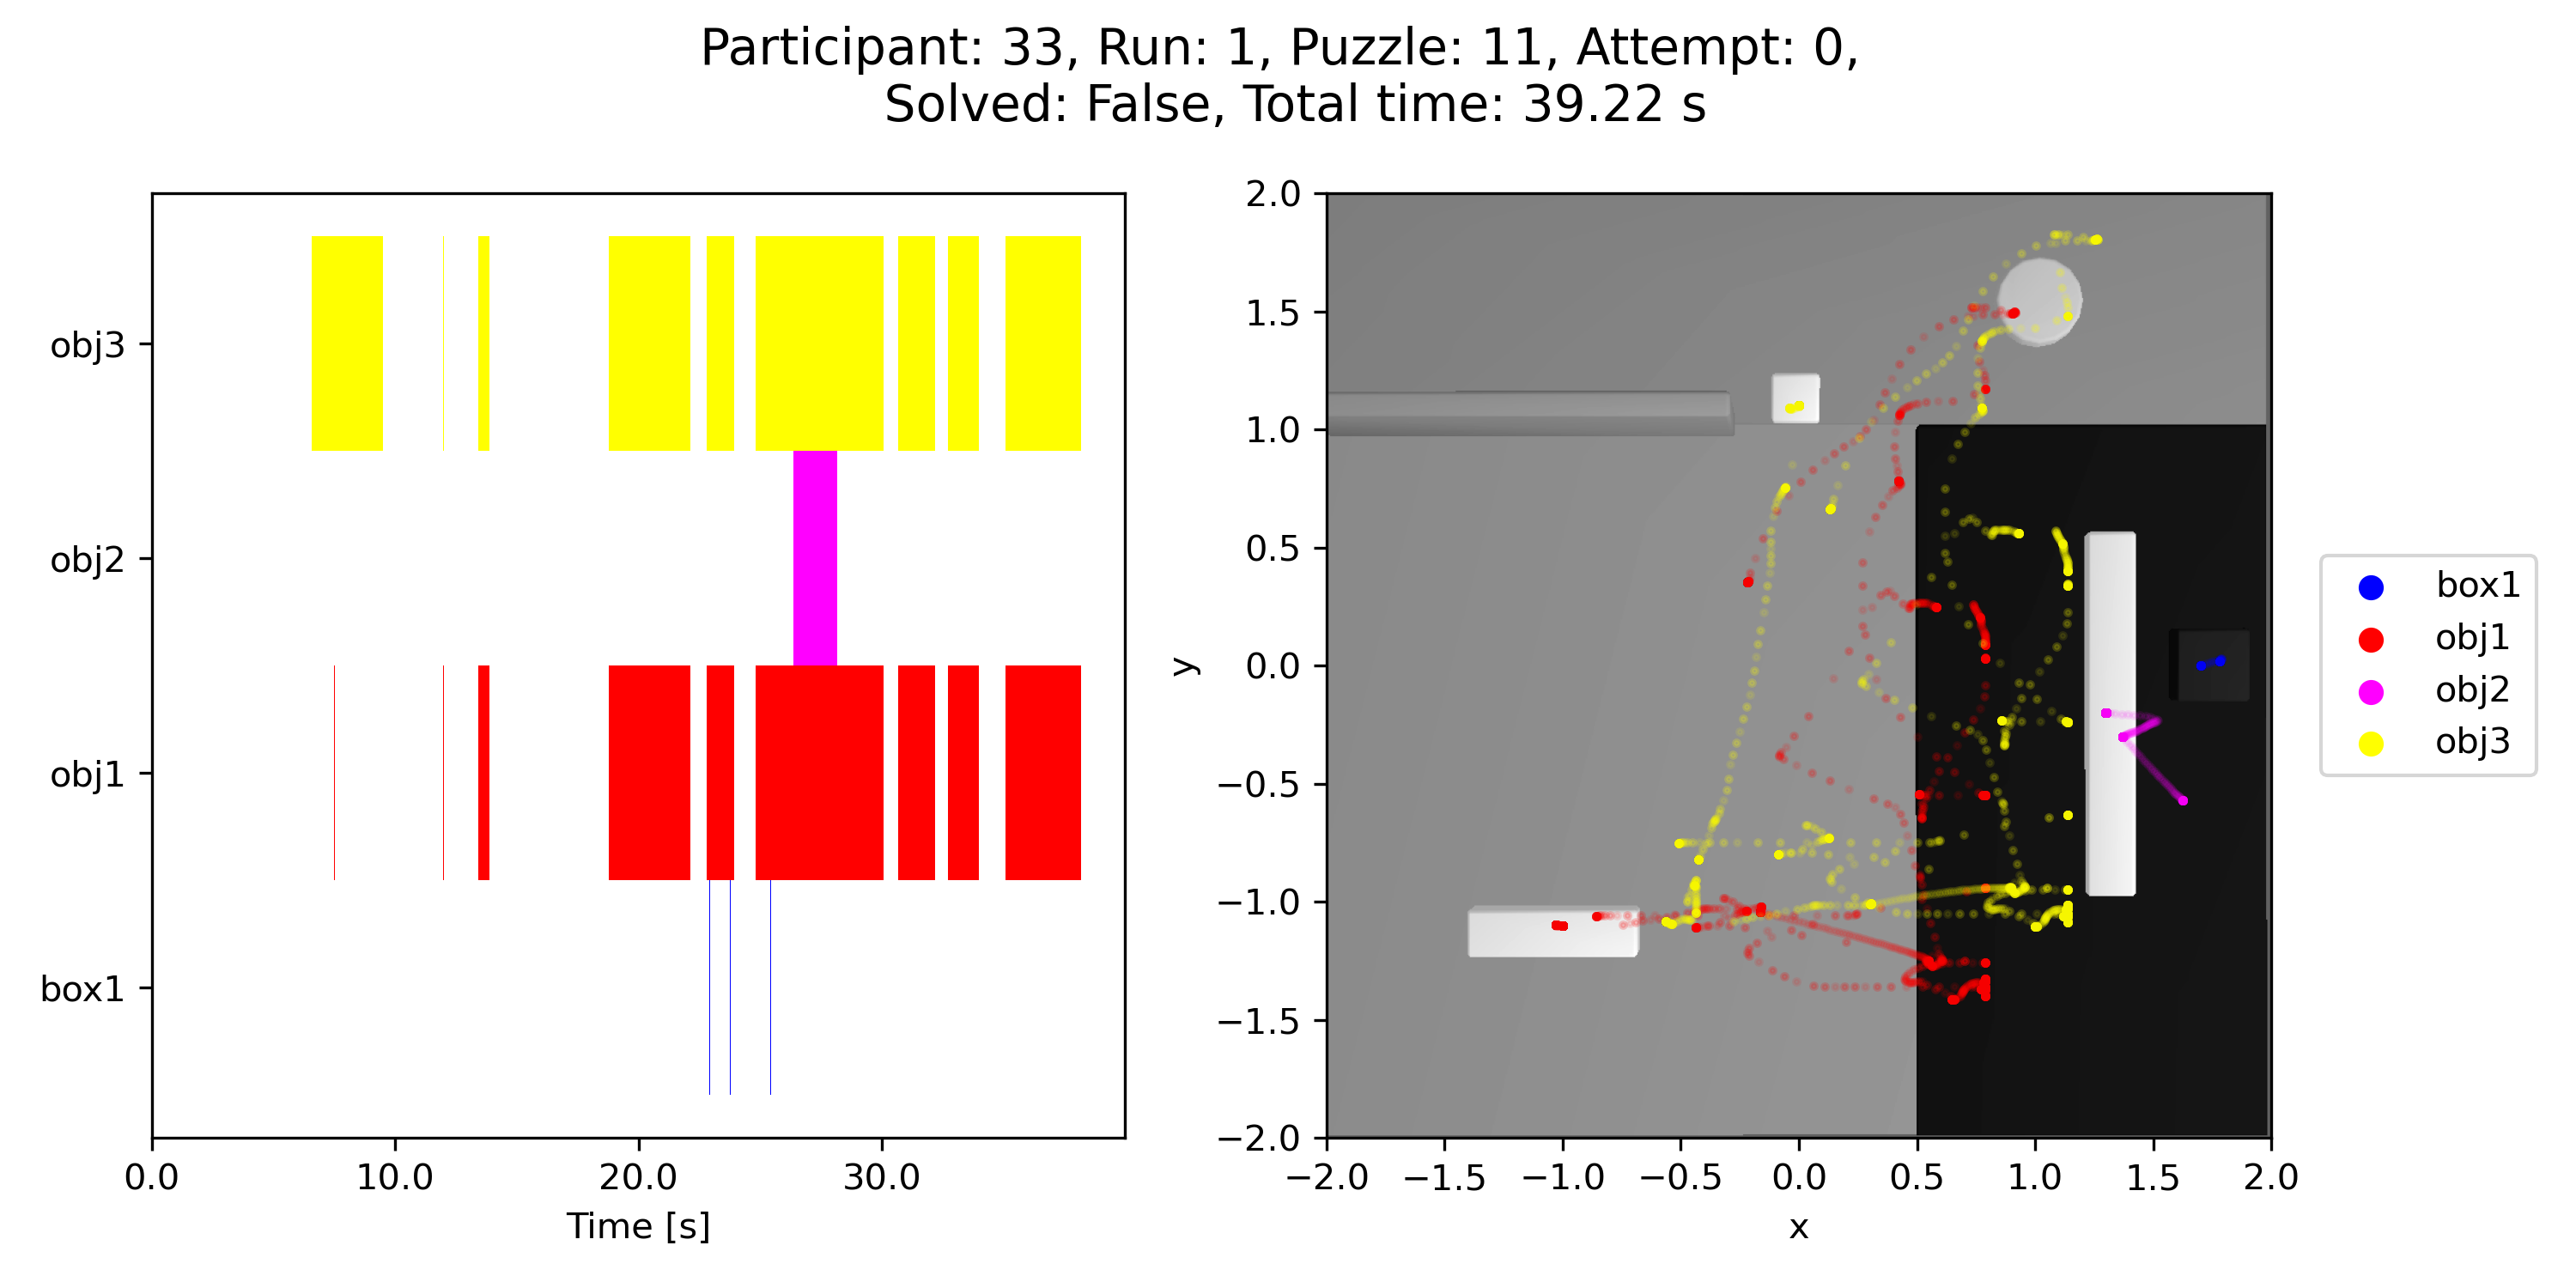 Participant: 33, Run: 1, Puzzle: 11, Attempt: 0,
Solved: False, Total time: 39.22 s
obj3
obj2
obj1
box1
0.0 10.0 20.0 30.0
Time [s]
2.0
1.5
1.0
0.5
0.0
−0.5
−1.0
−1.5
−2.0
y
−2.0 −1.5 −1.0 −0.5 0.0 0.5 1.0 1.5 2.0
x
box1
obj1
obj2
obj3